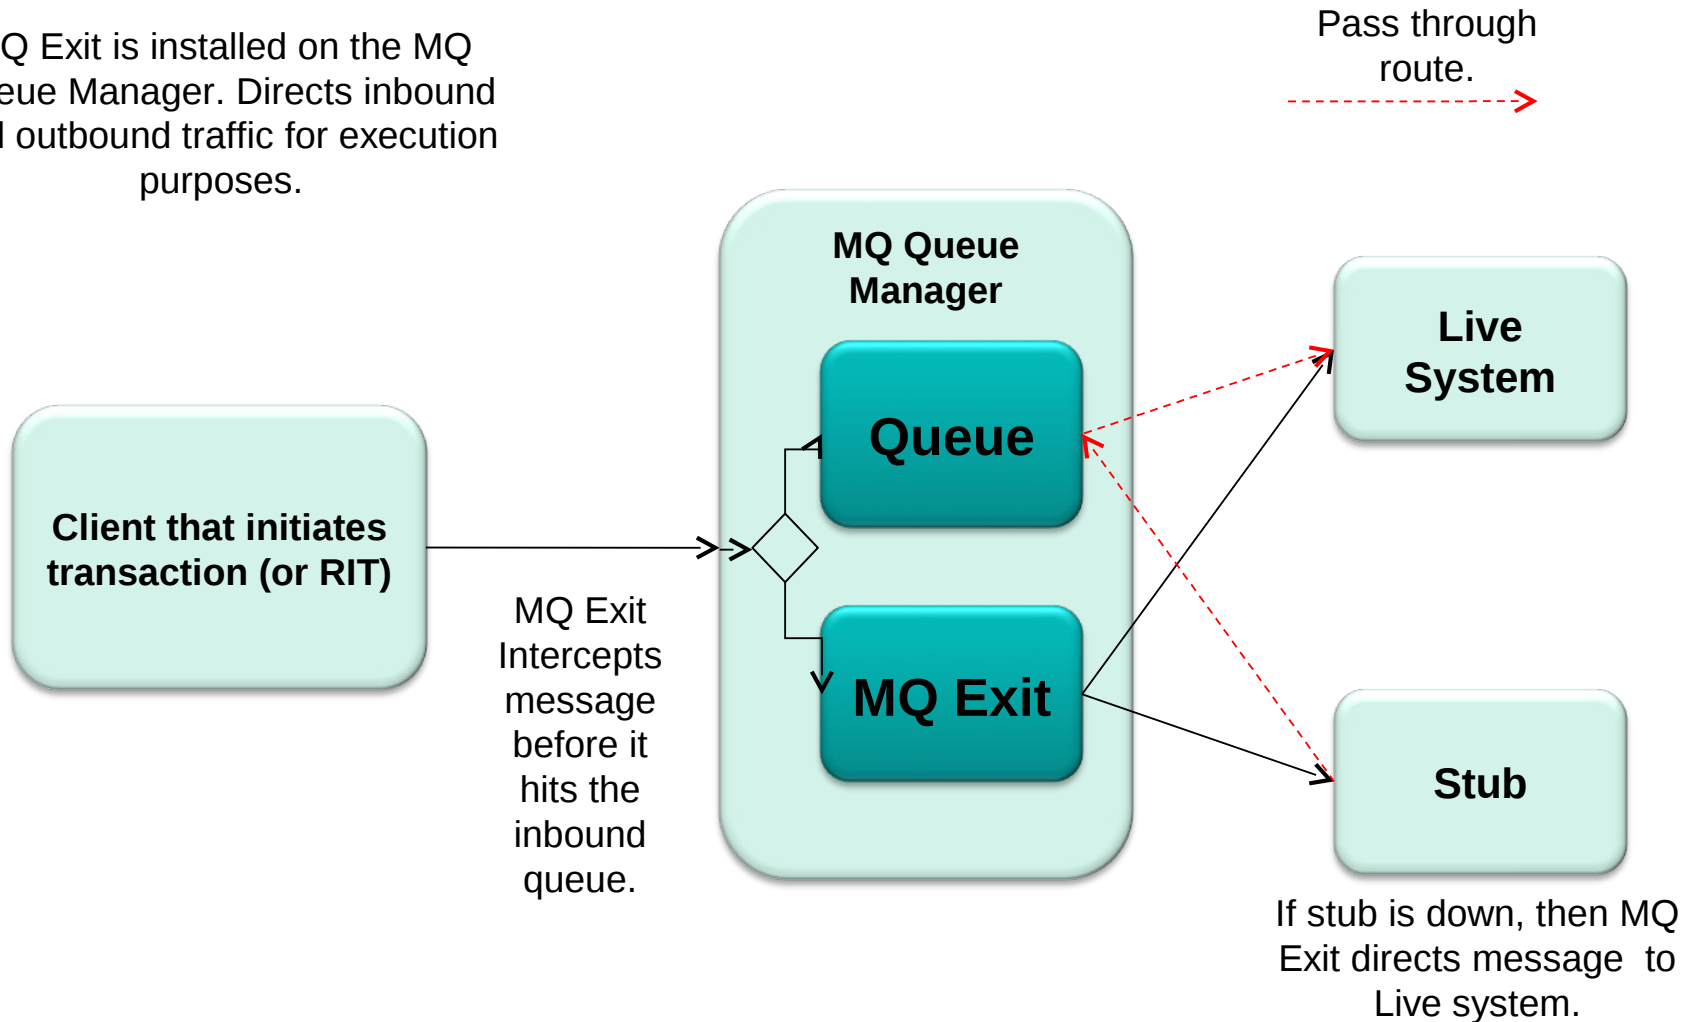 Q Exit is installed on the MQ
eue Manager. Directs inbound
outbound traffic for execution
purposes.
Pass through
route.
MQ Queue
Manager
Live
System
Queue
Client that initiates
transaction (or RIT)
MQ Exit
Intercepts
message
before it
hits the
inbound
queue.
MQ Exit
Stub
If stub is down, then MQ
Exit directs message  to
Live system.